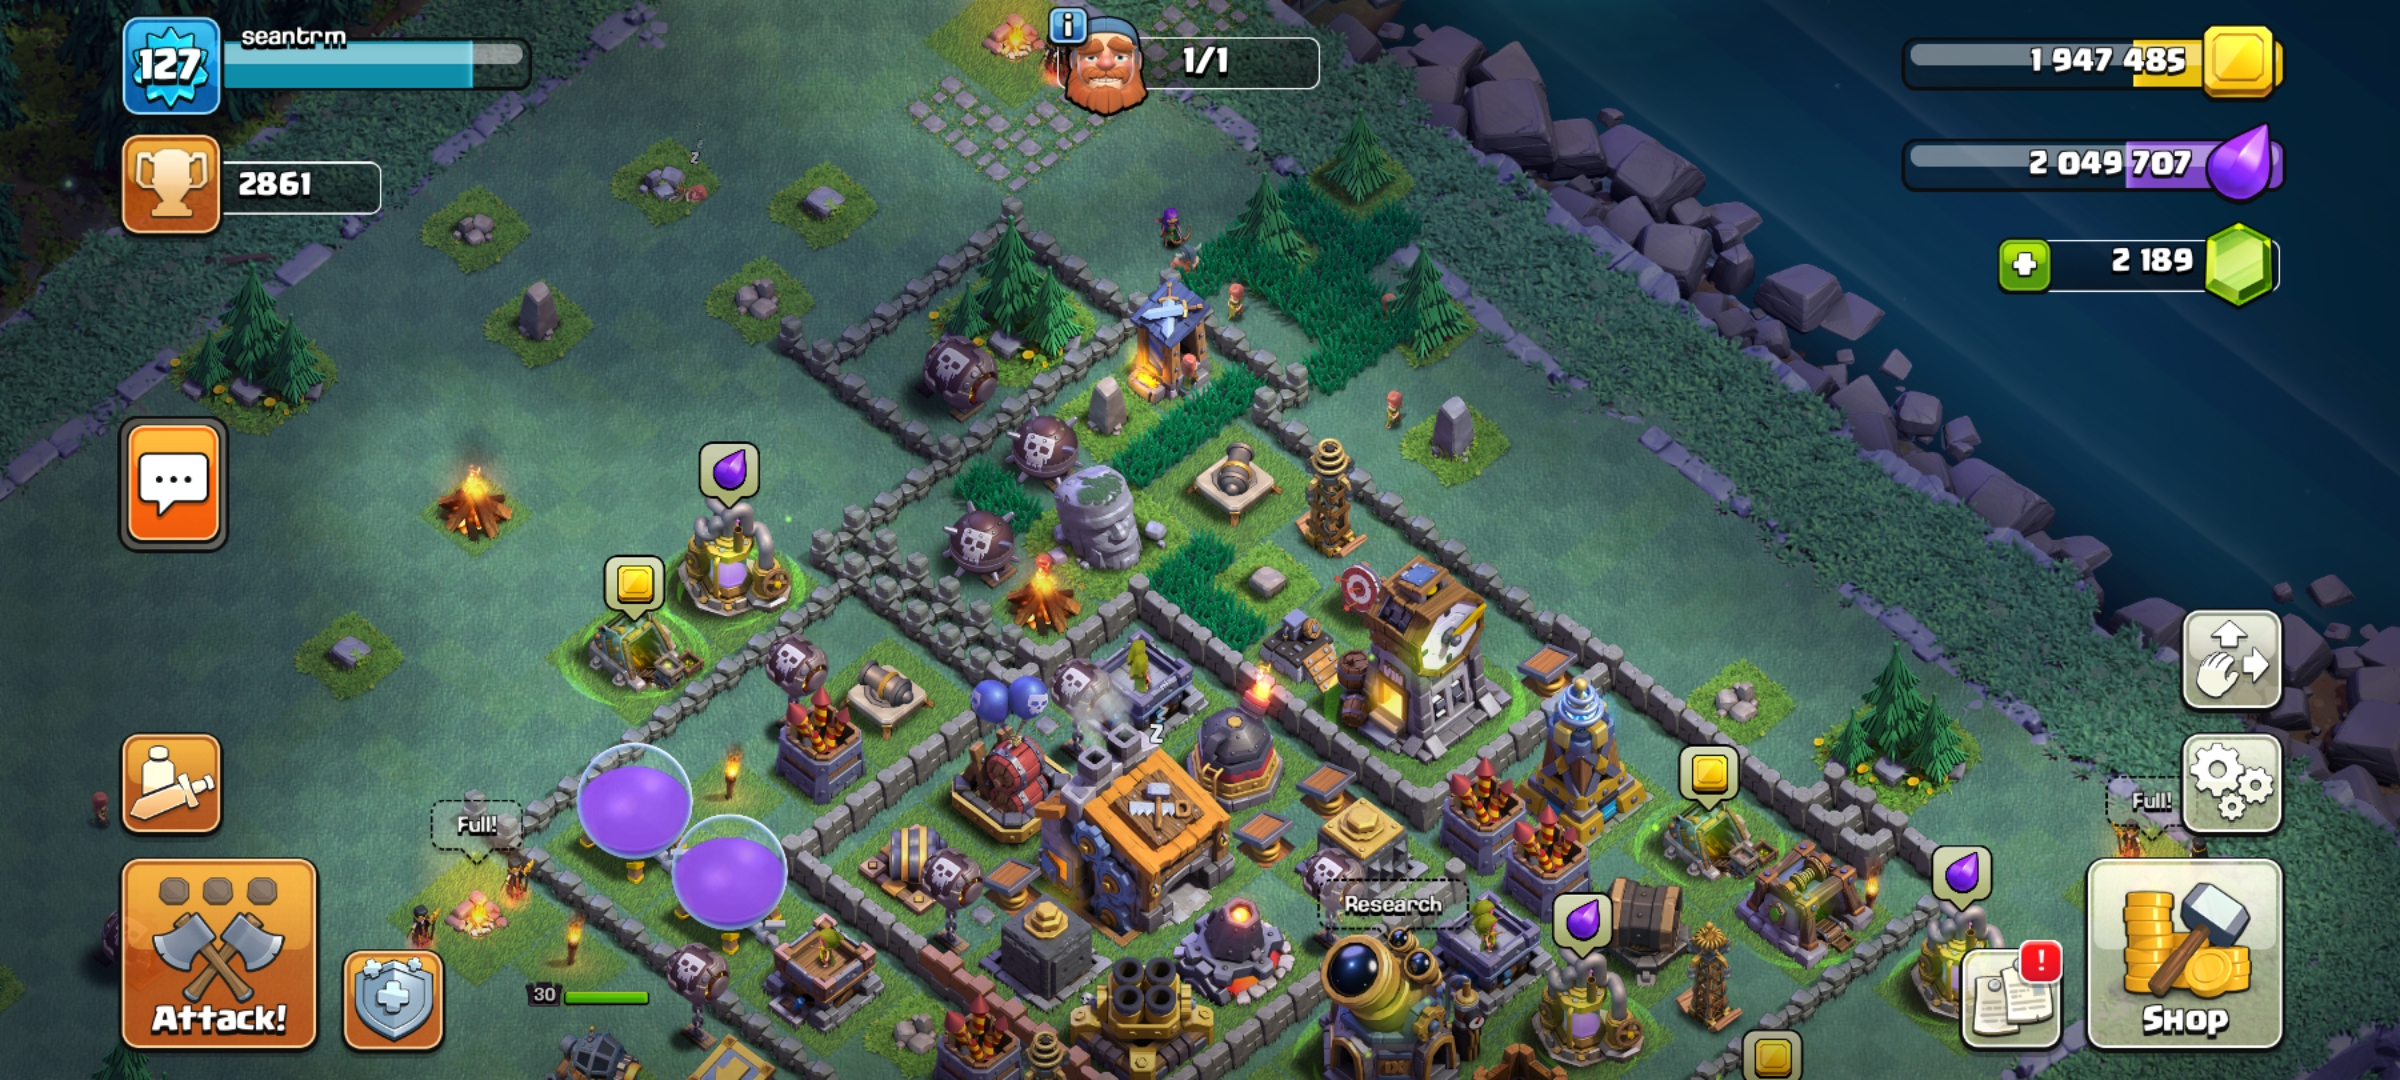 127
seantrm
1/1
1 947 485
2861
2 049 707
2 189
Full!
Full!
Research
30
Attack!
Shop